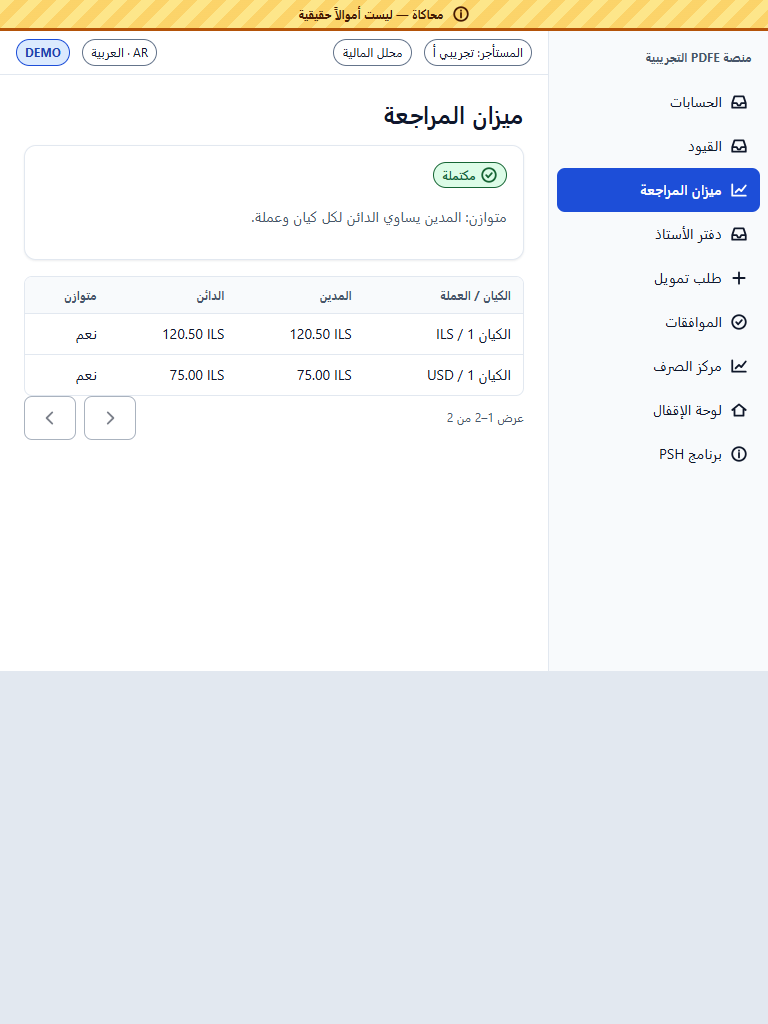 محاكاة — ليست أموالاً حقيقية
منصة PDFE التجريبية
الحسابات
القيود
ميزان المراجعة
دفتر الأستاذ
طلب تمويل
الموافقات
مركز الصرف
لوحة الإقفال
برنامج PSH
المستأجر: تجريبي أ
محلل المالية
AR · العربية
DEMO
ميزان المراجعة
مكتملة
متوازن: المدين يساوي الدائن لكل كيان وعملة.
الكيان / العملة المدين الدائن متوازن
الكيان 1 / ILS 120.50 ILS 120.50 ILS نعم
الكيان 1 / USD 75.00 ILS 75.00 ILS نعم
عرض 1–2 من 2